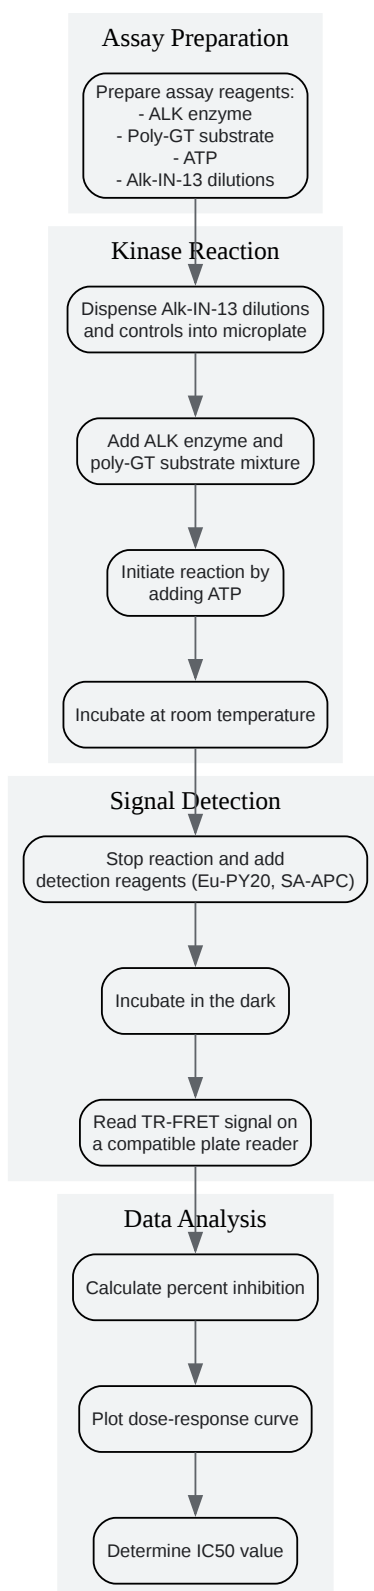 Assay Preparation
Prepare assay reagents:
- ALK enzyme
- Poly-GT substrate
- ATP
- Alk-IN-13 dilutions
Kinase Reaction
Dispense Alk-IN-13 dilutions
and controls into microplate
Add ALK enzyme and
poly-GT substrate mixture
Initiate reaction by
adding ATP
Incubate at room temperature
Signal Detection
Stop reaction and add
detection reagents (Eu-PY20, SA-APC)
Incubate in the dark
Read TR-FRET signal on
a compatible plate reader
Data Analysis
Calculate percent inhibition
Plot dose-response curve
Determine IC50 value